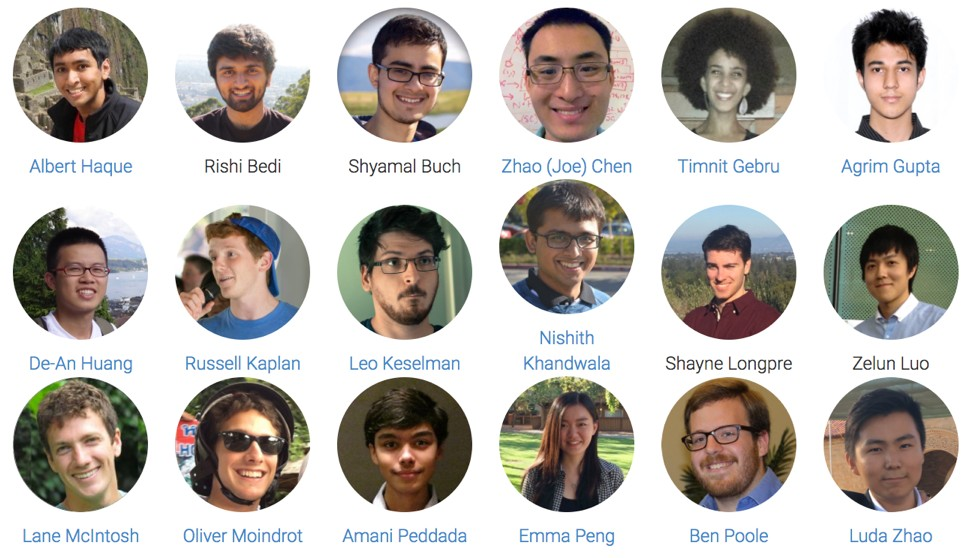 Albert Haque
Rishi Bedi
Shyamal Buch
Zhao (Joe) Chen
Timnit Gebru
Agrim Gupta
De-An Huang
Russell Kaplan
Leo Keselman
Nishith
Khandwala
Shayne Longpre
Zelun Luo
Lane McIntosh
Oliver Moindrot
Amani Peddada
Emma Peng
Ben Poole
Luda Zhao